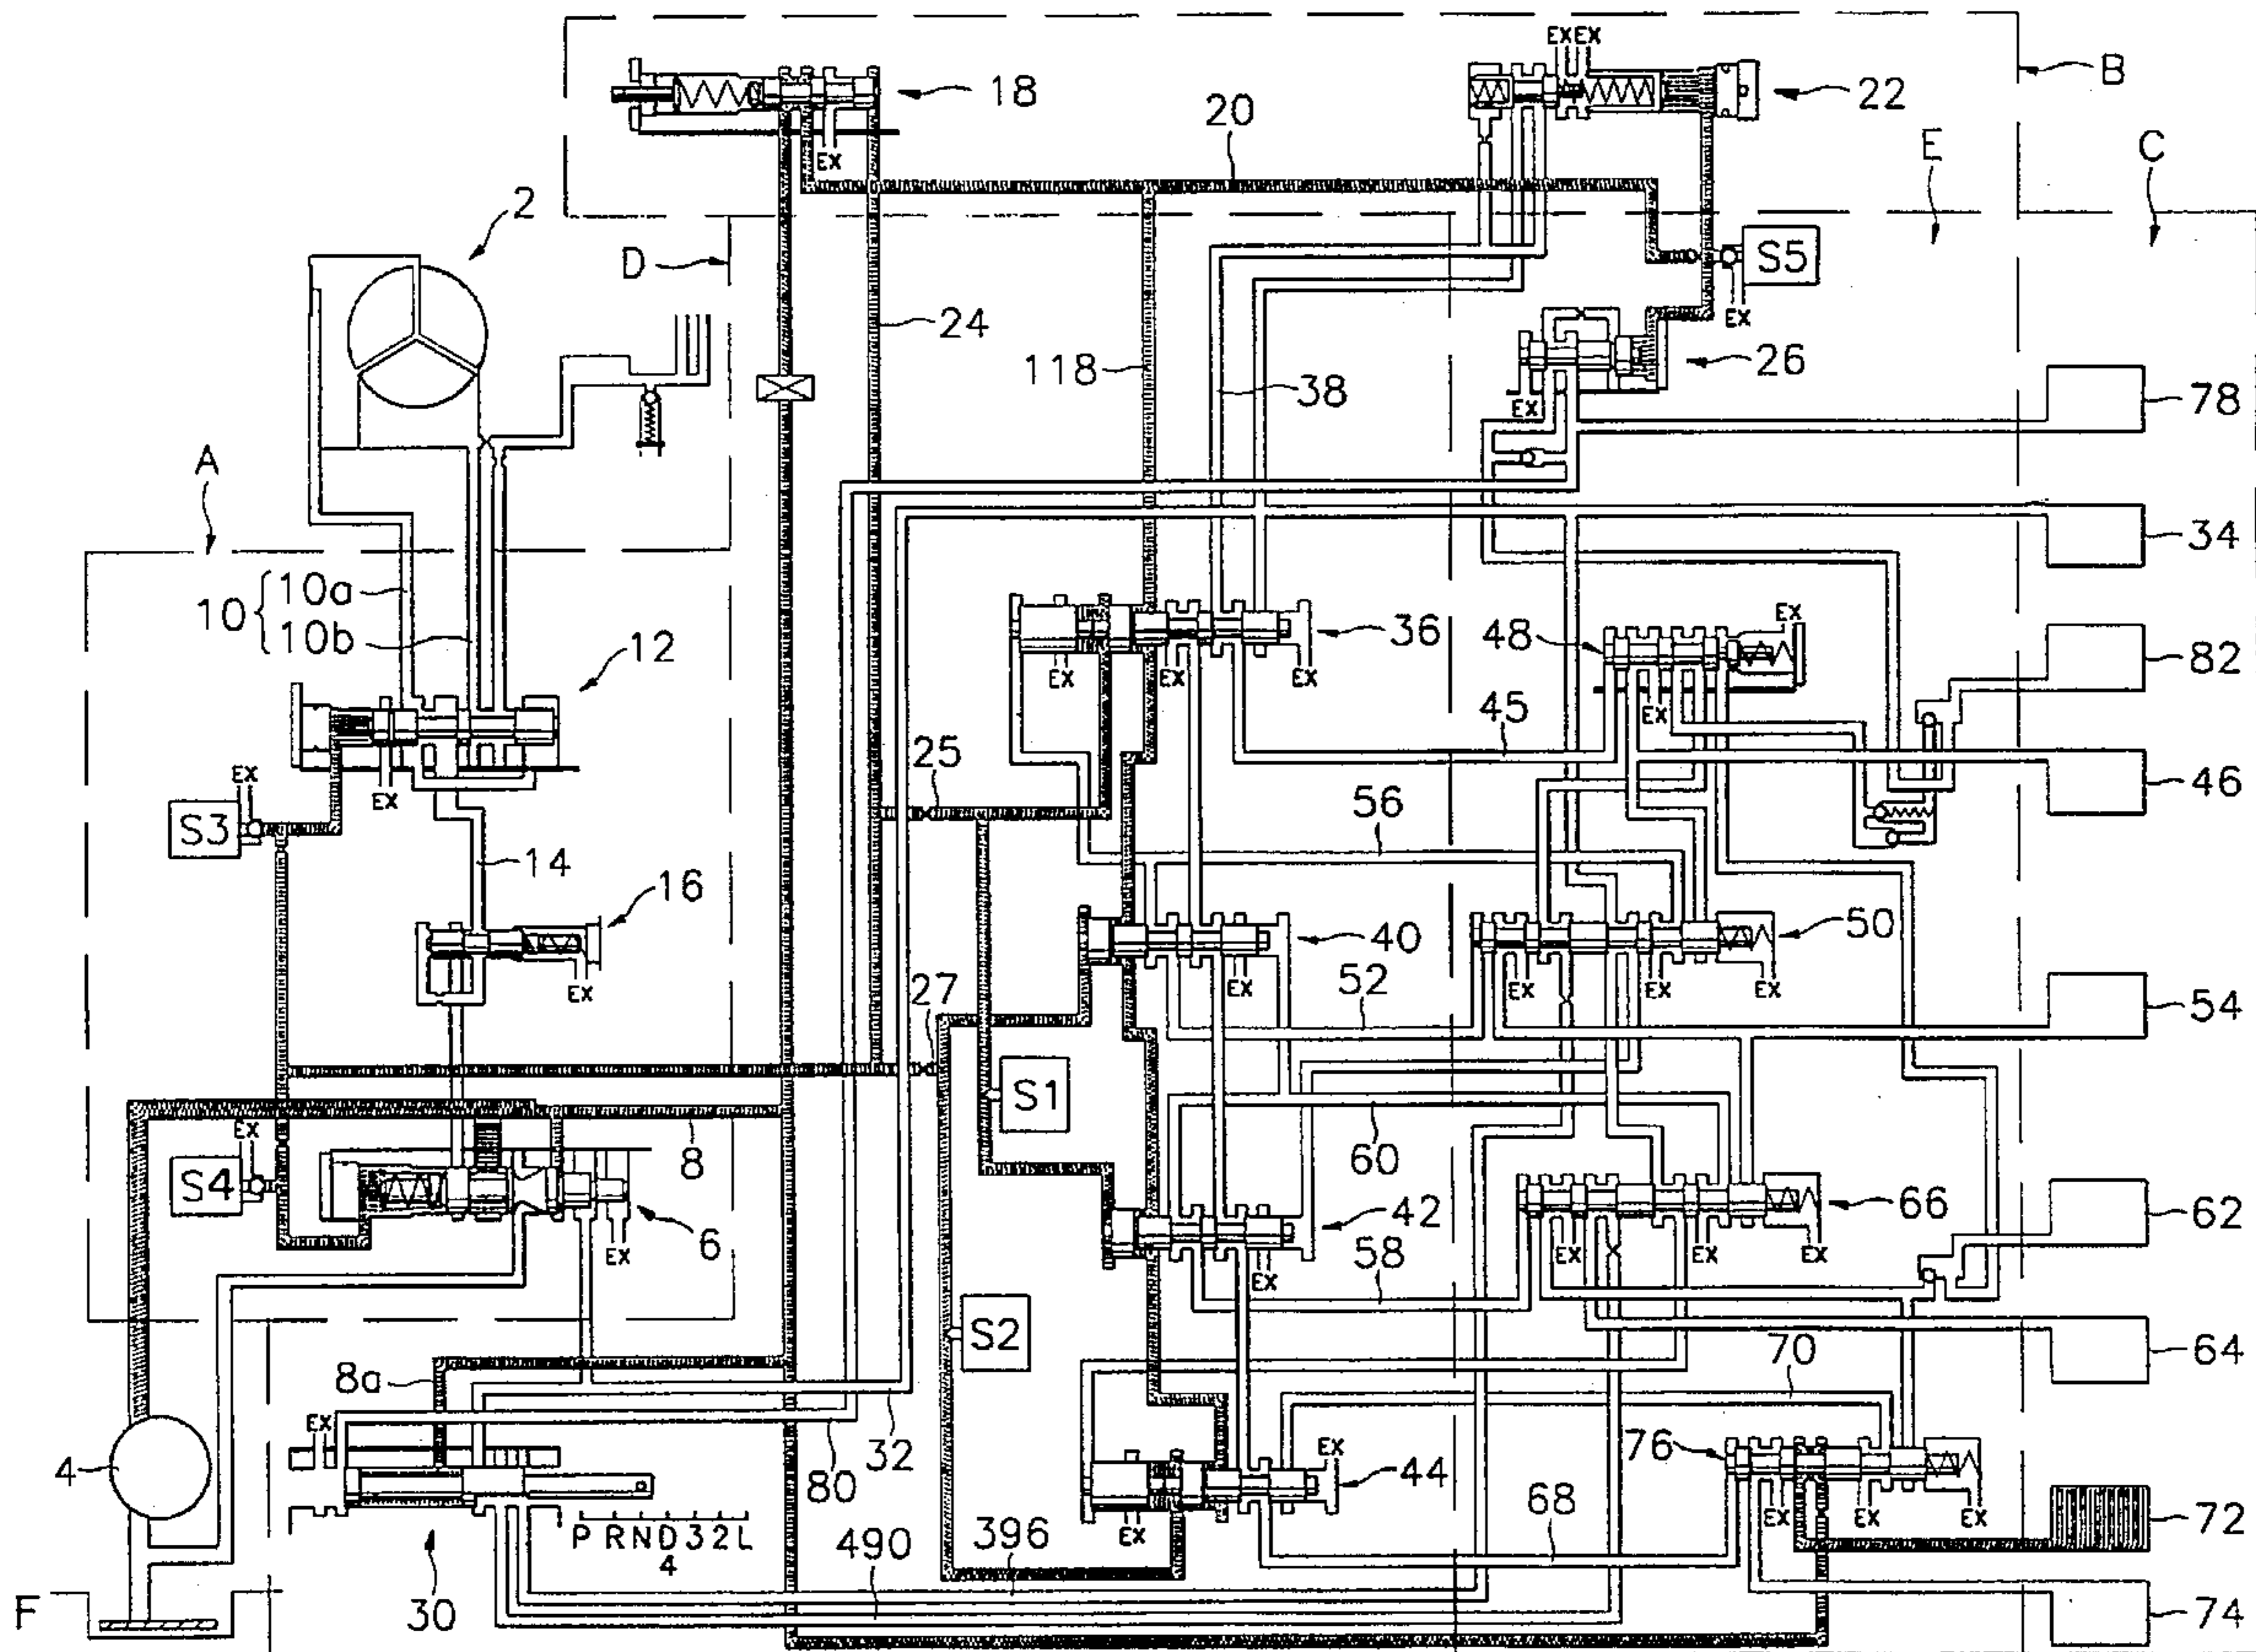 EX EX
18
22
B
20
EX
E
C
2
D
S5
24
118
38
EX
26
EX
78
A
34
10 { 10a
10b
12
36
48
EX
82
EX
EX
EX
EX
45
25
46
EX
EX
S3
56
14
16
40
50
EX
EX
EX
EX
EX
27
52
54
S1
EX
8
60
S4
6
EX
42
66
62
EX
EX
EX
EX
58
S2
70
64
8a
EX
32
80
EX
76
44
4
72
68
EX
EX
EX
EX
P R N D 3 2 L
4
490
396
F
30
74